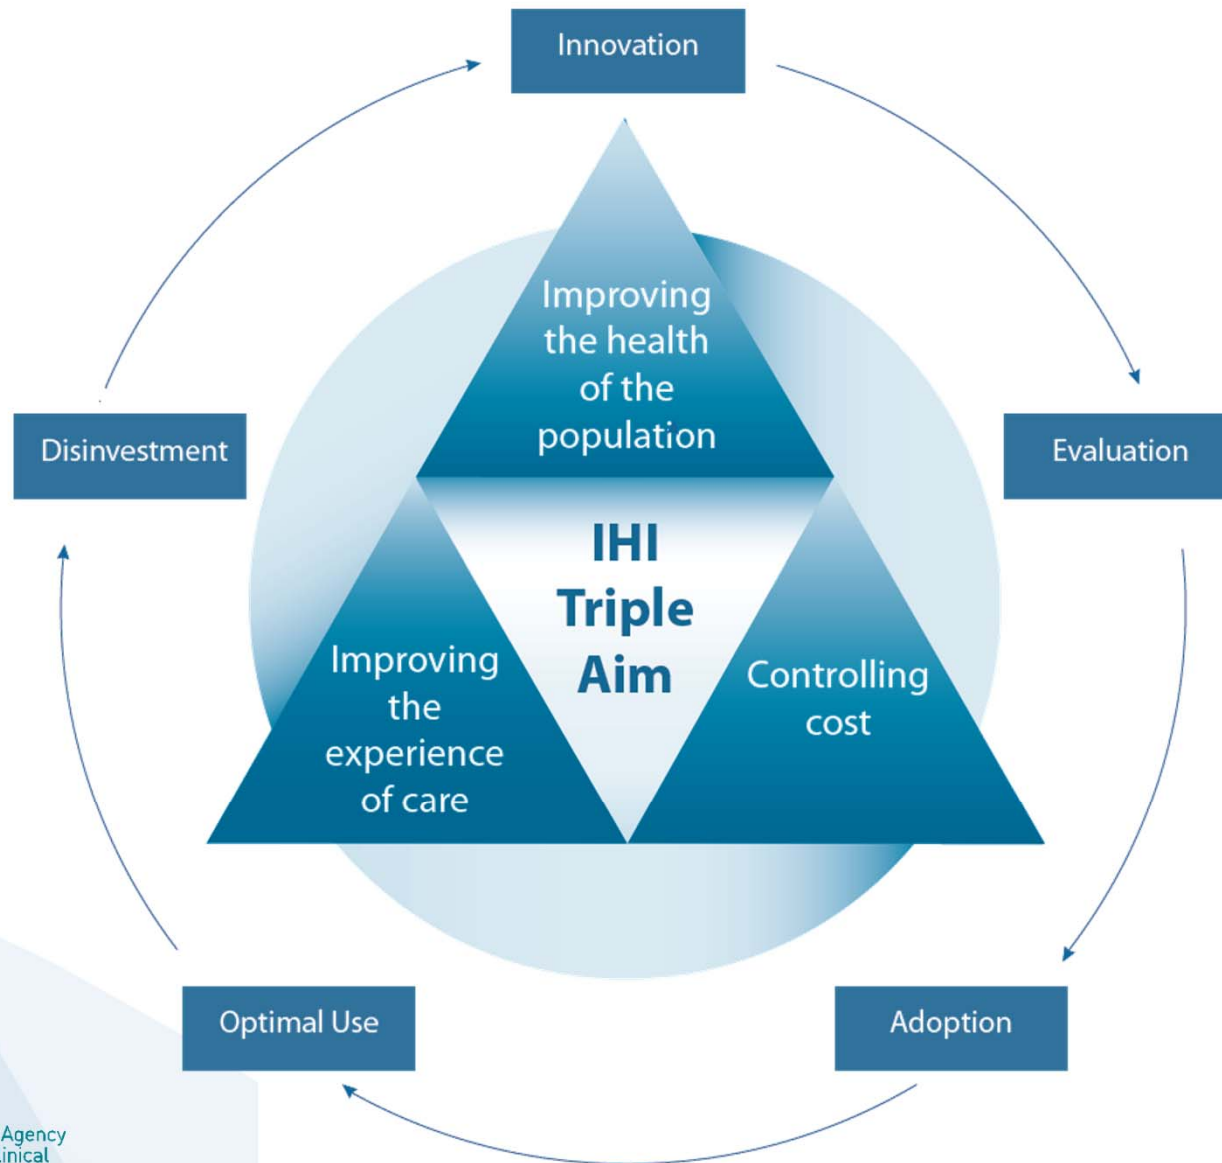 Innovation
Improving
the health
of the
population
Disinvestment
Evaluation
IHI
Triple
Aim
Improving
the
experience
of care
Controlling
cost
Optimal Use
Adoption
Agency
linical